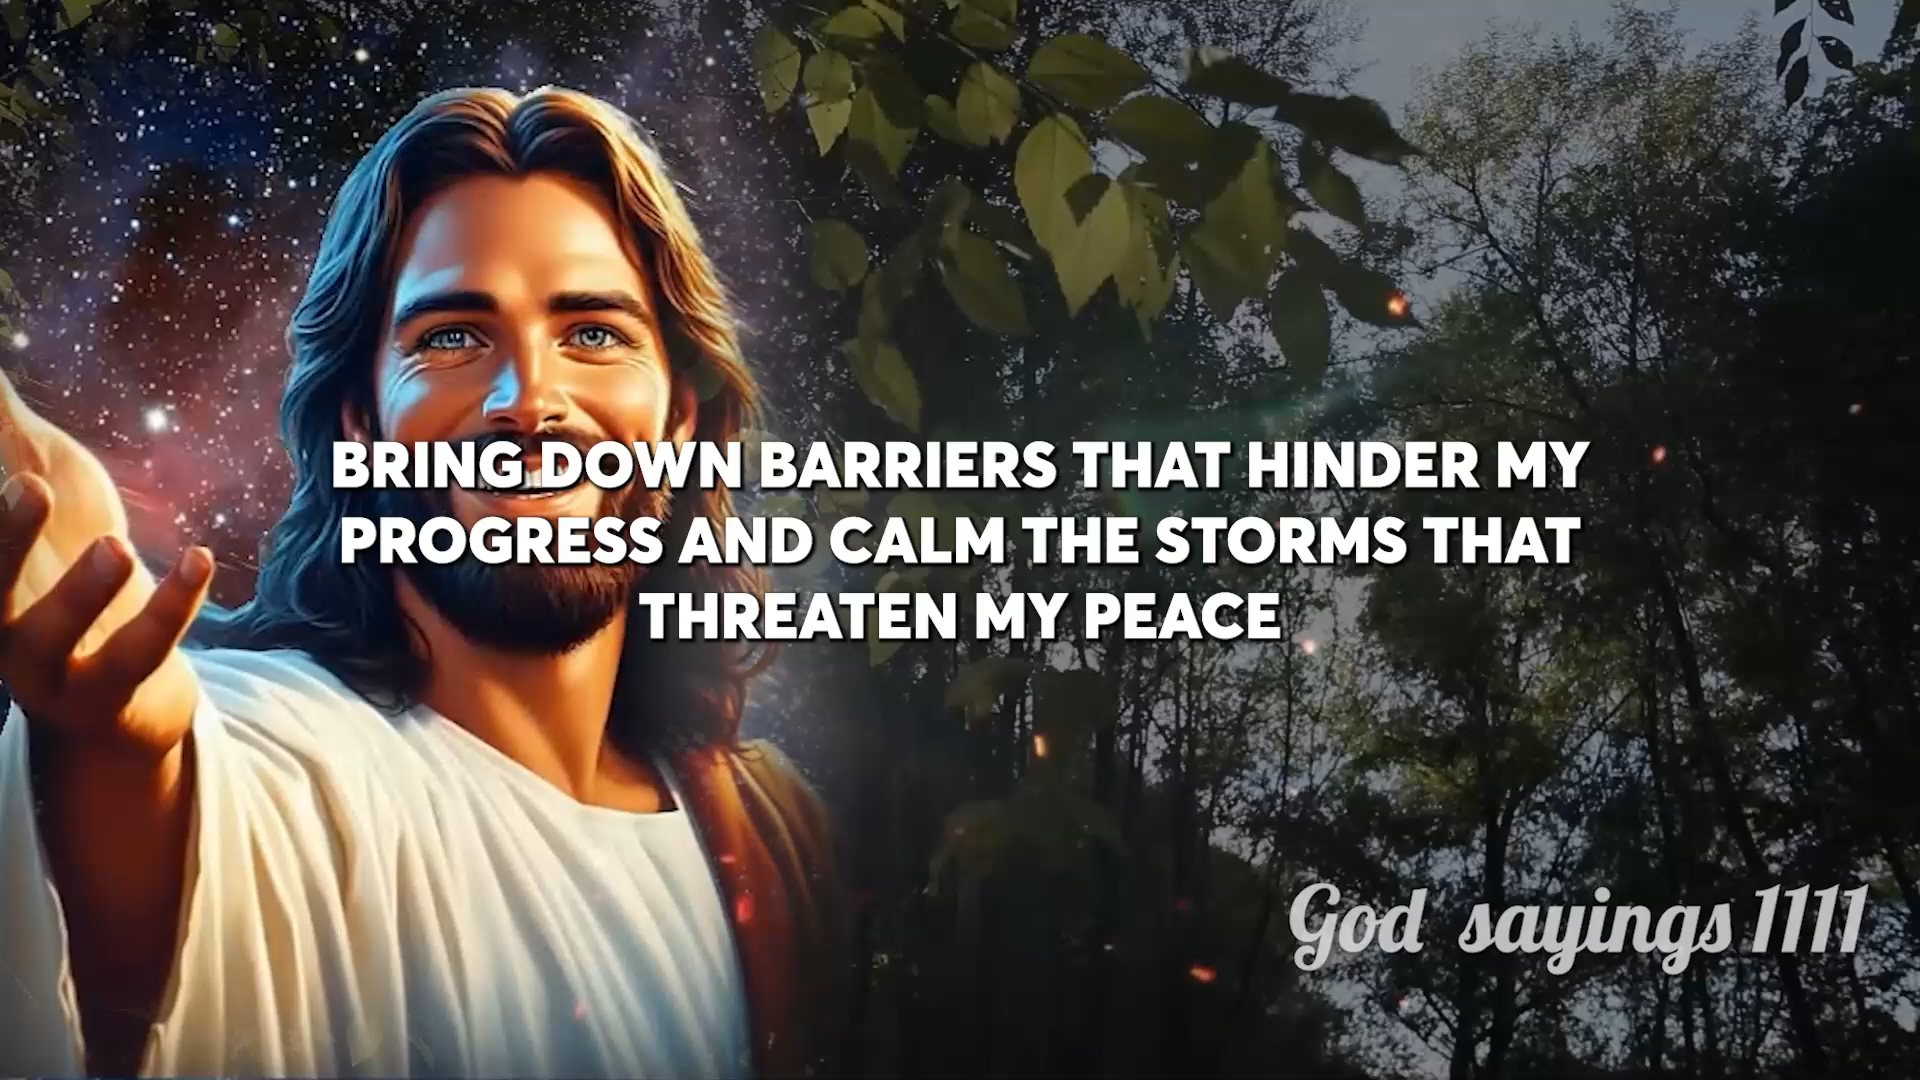 BRING DOWN BARRIERS THAT HINDER MY
PROGRESS AND CALM THE STORMS THAT
THREATEN MY PEACE
God sayings 1111